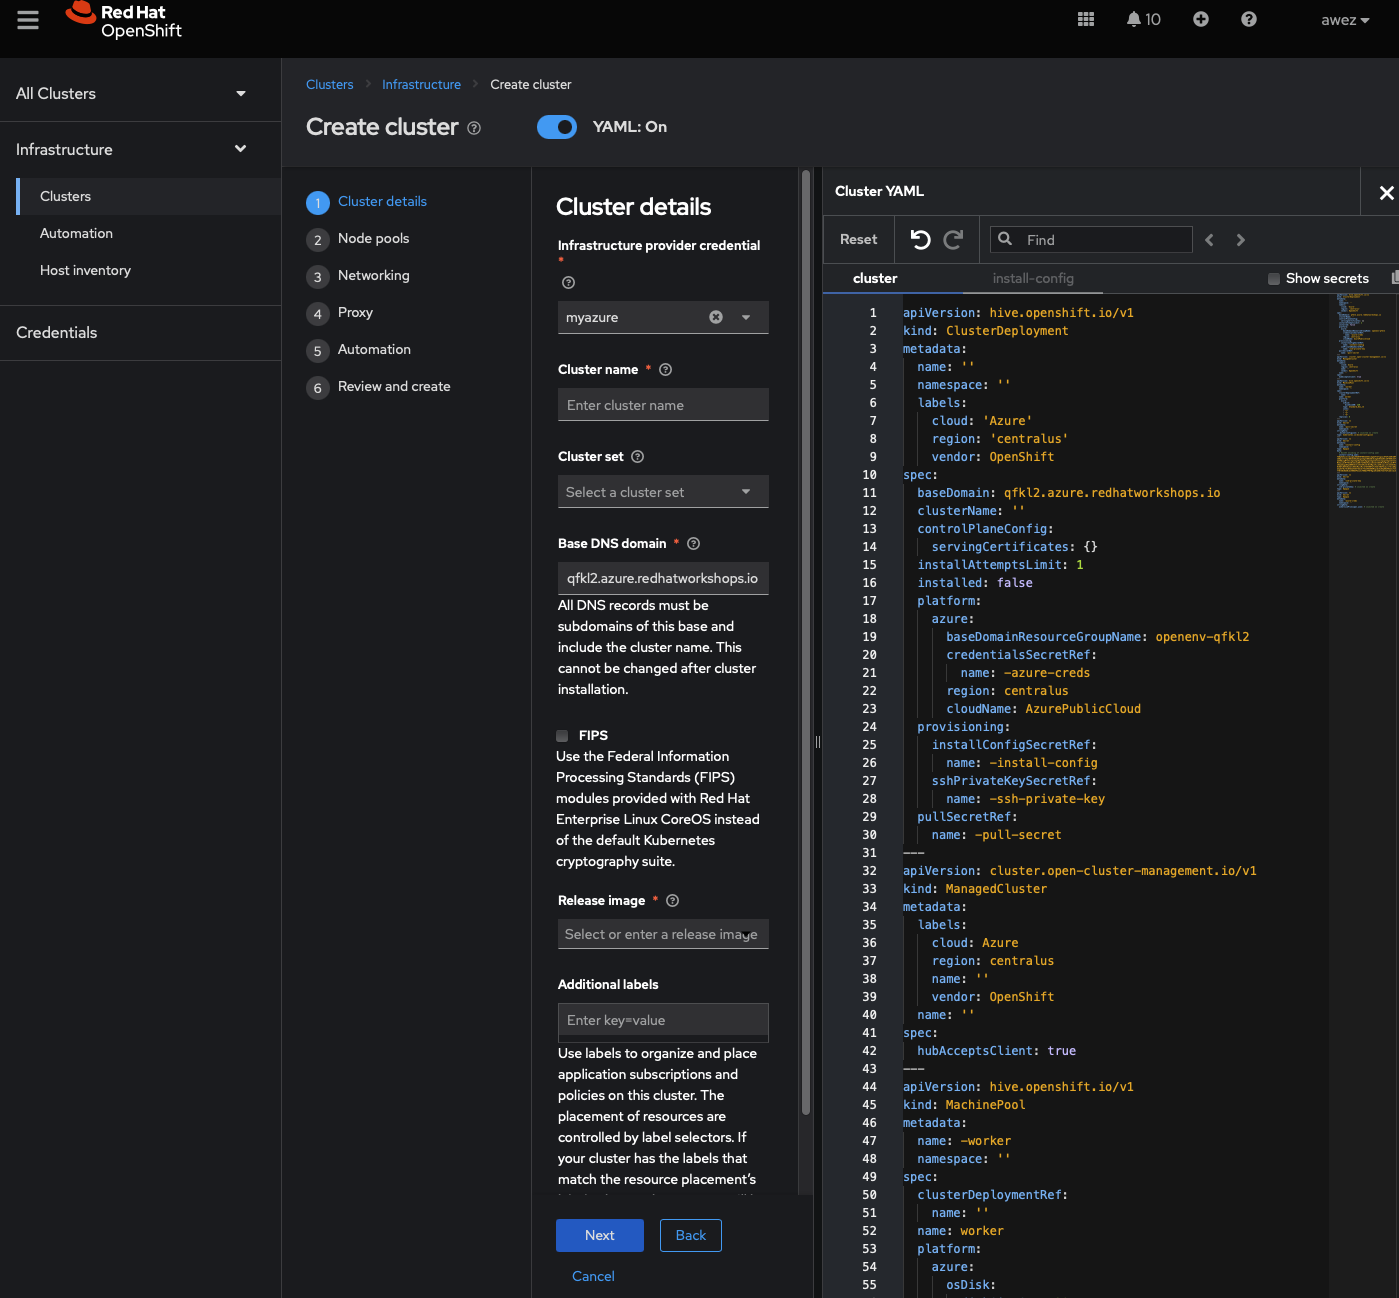 Red Hat
OpenShift
10
awez
All Clusters
Infrastructure
Clusters
Automation
Host inventory
Credentials
Clusters
Infrastructure
Create cluster
Create cluster
YAML: On
1 Cluster details
2 Node pools
3 Networking
4 Proxy
5 Automation
6 Review and create
Cluster details
Infrastructure provider credential
*
myazure
Cluster name *
Enter cluster name
Cluster set
Select a cluster set
Base DNS domain *
qfkl2.azure.redhatworkshops.io
All DNS records must be
subdomains of this base and
include the cluster name. This
cannot be changed after cluster
installation.
FIPS
Use the Federal Information
Processing Standards (FIPS)
modules provided with Red Hat
Enterprise Linux CoreOS instead
of the default Kubernetes
cryptography suite.
Release image *
Select or enter a release image
Additional labels
Enter key=value
Use labels to organize and place
application subscriptions and
policies on this cluster. The
placement of resources are
controlled by label selectors. If
your cluster has the labels that
match the resource placement's
Next
Back
Cancel
Cluster YAML
Reset
Find
cluster
install-config
Show secrets
1 apiVersion: hive.openshift.io/v1
2 kind: ClusterDeployment
3 metadata:
4 name: ''
5 namespace: ''
6 labels:
7 cloud: 'Azure'
8 region: 'centralus'
9 vendor: OpenShift
10 spec:
11 baseDomain: qfkl2.azure.redhatworkshops.io
12 clusterName: ''
13 controlPlaneConfig:
14 servingCertificates: {}
15 installAttemptsLimit: 1
16 installed: false
17 platform:
18 azure:
19 baseDomainResourceGroupName: openenv-qfkl2
20 credentialsSecretRef:
21 name: -azure-creds
22 region: centralus
23 cloudName: AzurePublicCloud
24 provisioning:
25 installConfigSecretRef:
26 name: -install-config
27 sshPrivateKeySecretRef:
28 name: -ssh-private-key
29 pullSecretRef:
30 name: -pull-secret
31 ---
32 apiVersion: cluster.open-cluster-management.io/v1
33 kind: ManagedCluster
34 metadata:
35 labels:
36 cloud: Azure
37 region: centralus
38 name: ''
39 vendor: OpenShift
40 name: ''
41 spec:
42 hubAcceptsClient: true
43 ---
44 apiVersion: hive.openshift.io/v1
45 kind: MachinePool
46 metadata:
47 name: -worker
48 namespace: ''
49 spec:
50 clusterDeploymentRef:
51 name: ''
52 name: worker
53 platform:
54 azure:
55 osDisk: